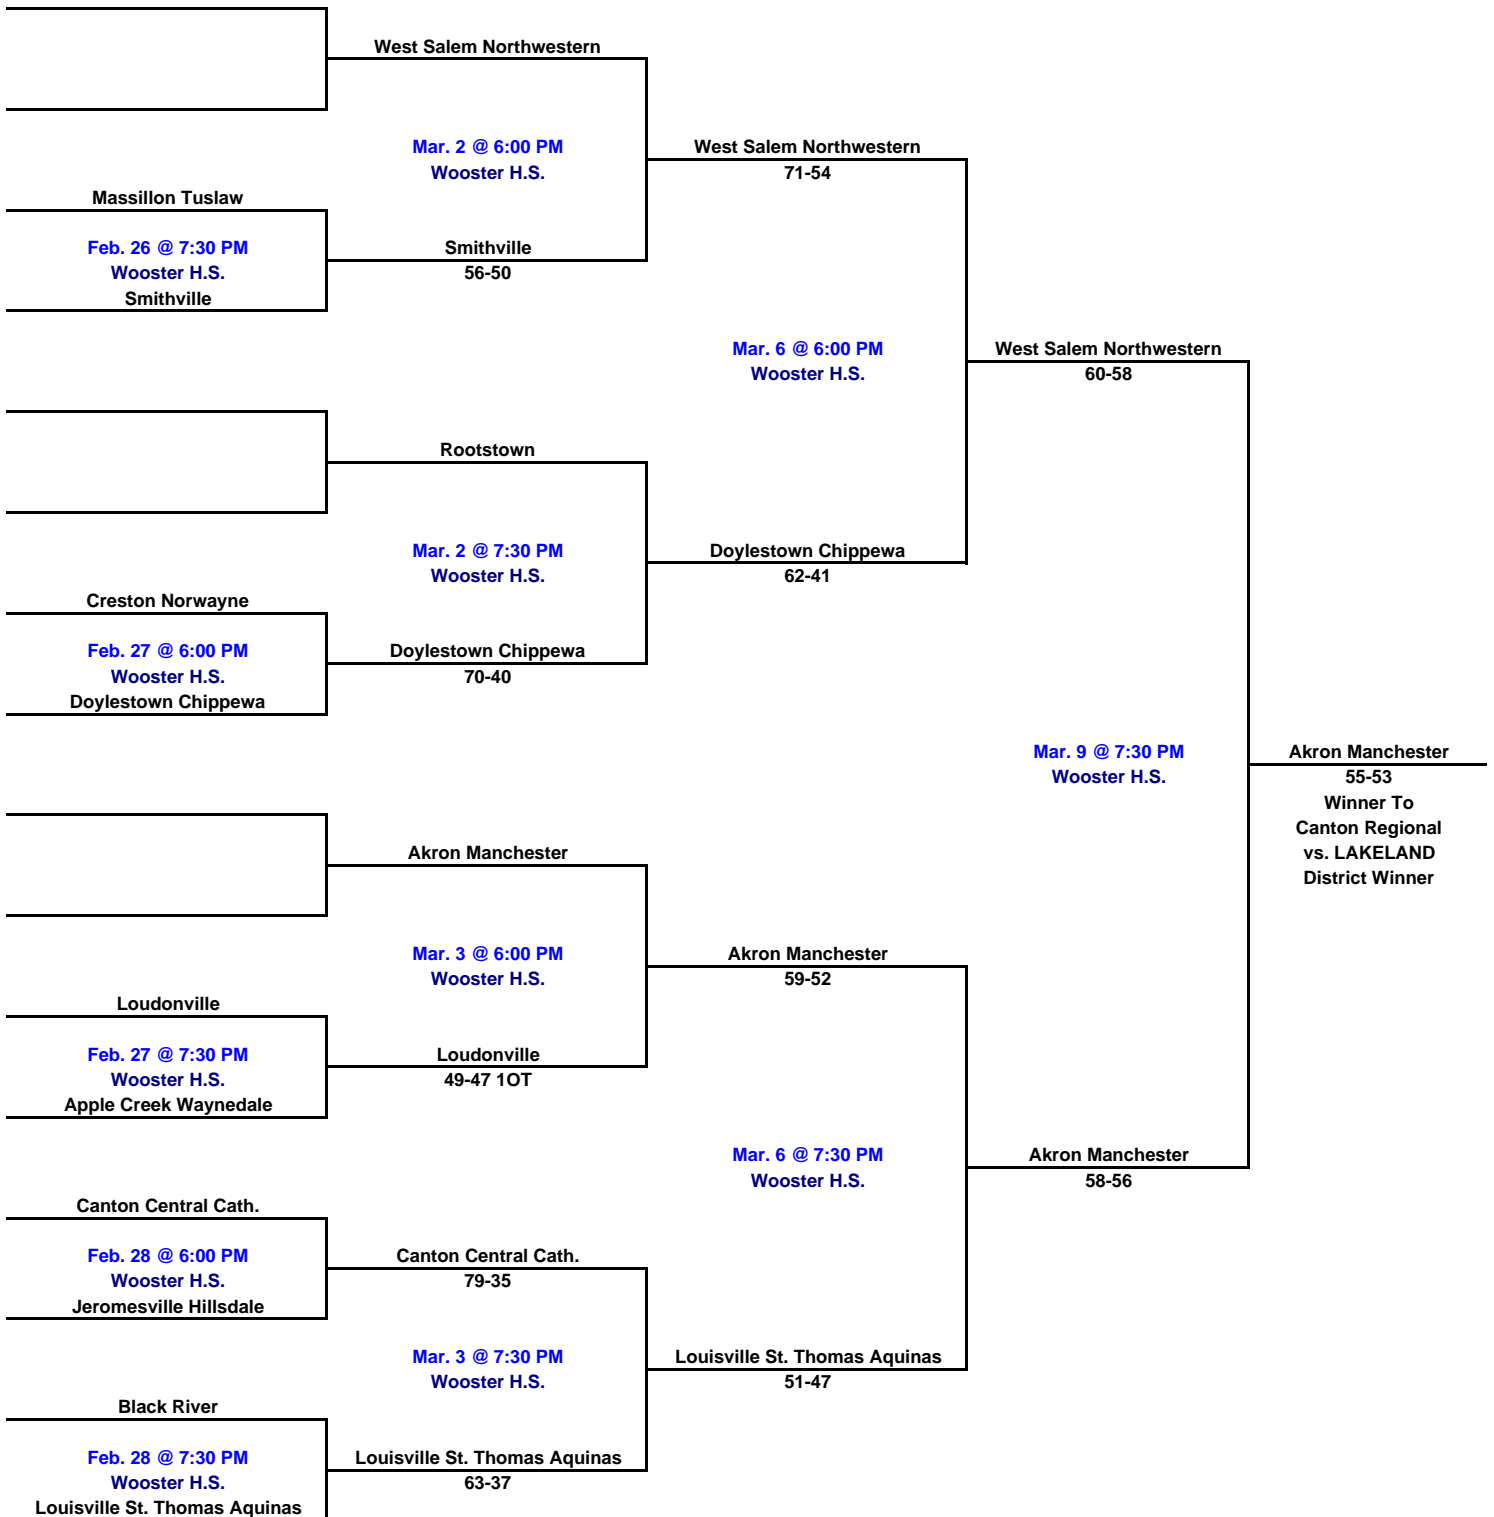 West Salem Northwestern
Mar. 2 @ 6:00 PM
Wooster H.S.
West Salem Northwestern
71-54
Massillon Tuslaw
Feb. 26 @ 7:30 PM
Wooster H.S.
Smithville
Smithville
56-50
Mar. 6 @ 6:00 PM
Wooster H.S.
West Salem Northwestern
60-58
Rootstown
Mar. 2 @ 7:30 PM
Wooster H.S.
Doylestown Chippewa
62-41
Creston Norwayne
Feb. 27 @ 6:00 PM
Wooster H.S.
Doylestown Chippewa
Doylestown Chippewa
70-40
Mar. 9 @ 7:30 PM
Wooster H.S.
Akron Manchester
55-53
Winner To
Canton Regional
vs. LAKELAND
District Winner
Akron Manchester
Mar. 3 @ 6:00 PM
Wooster H.S.
Akron Manchester
59-52
Loudonville
Feb. 27 @ 7:30 PM
Wooster H.S.
Apple Creek Waynedale
Loudonville
49-47 1OT
Mar. 6 @ 7:30 PM
Wooster H.S.
Akron Manchester
58-56
Canton Central Cath.
Feb. 28 @ 6:00 PM
Wooster H.S.
Jeromesville Hillsdale
Canton Central Cath.
79-35
Mar. 3 @ 7:30 PM
Wooster H.S.
Louisville St. Thomas Aquinas
51-47
Black River
Feb. 28 @ 7:30 PM
Wooster H.S.
Louisville St. Thomas Aquinas
Louisville St. Thomas Aquinas
63-37